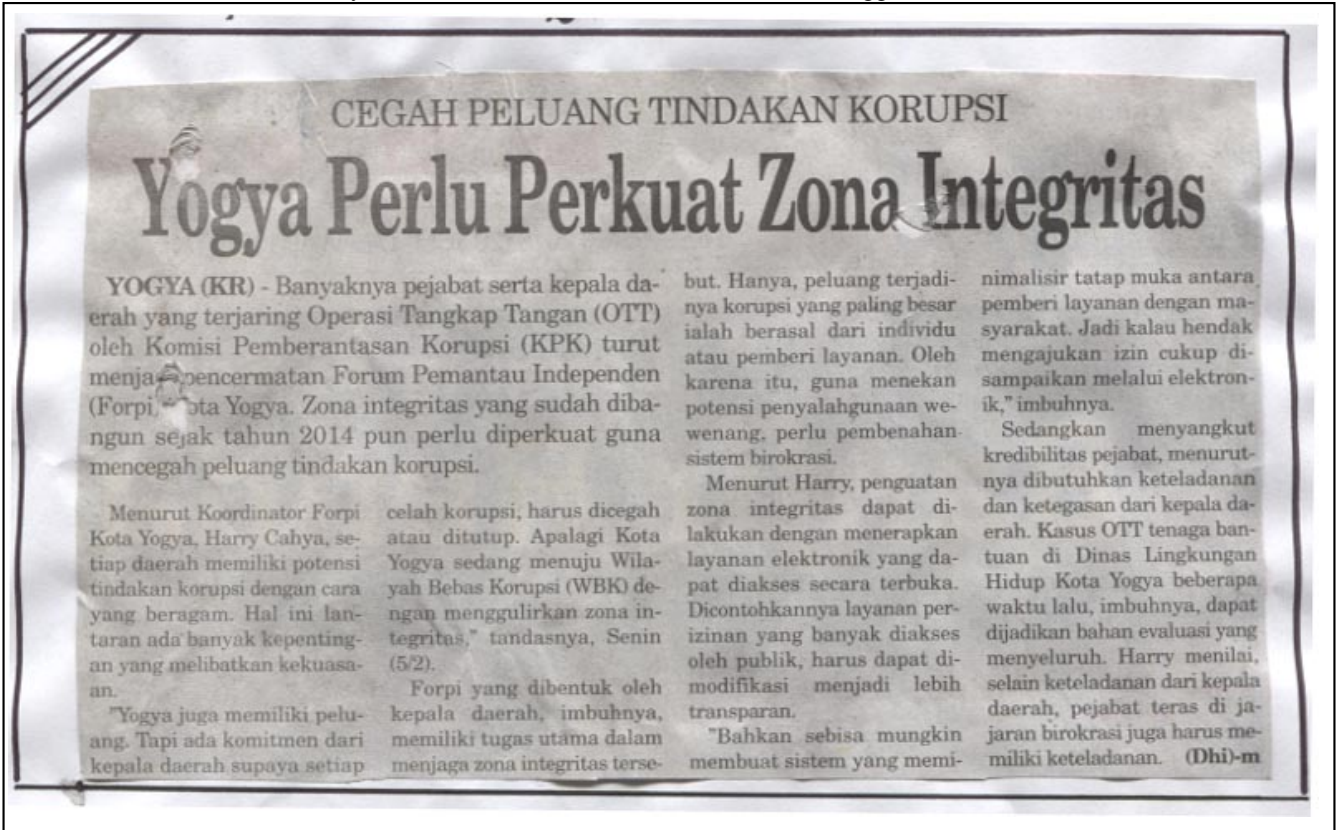 CEGAH PELUANG TINDAKAN KORUPSI
Yogya Perlu Perkuat Zona Integritas
YOGYA (KR) - Banyaknya pejabat serta kepala da-
erah yang terjaring Operasi Tangkap Tangan (OTT)
oleh Komisi Pemberantasan Korupsi (KPK) turut
pencermatan Forum Pemantau Independen
(Forpi) Yogya. Zona integritas yang sudah diba-
ngun sejak tahun 2014 pun perlu diperkuat guna
mencegah peluang tindakan korupsi.
Menurut Koordinator Forpi
Kota Yogya, Harry Cahya, se-
tiap daerah memiliki potensi
tindakan korupsi dengan cara
yang beragam. Hal ini lan-
taran ada banyak kepenting-
an yang melibatkan kekuasa-
an.
"Yogya juga memiliki pelu-
ang. Tapi ada komitmen dari
kepala daerah supaya setiap
celah korupsi, harus dicegah
atau ditutup. Apalagi Kota
Yogya sedang menuju Wila-
yah Bebas Korupsi (WBK) de-
ngan menggulirkan zona in-
tegritas," tandasnya, Senin
(5/2).
Forpi yang dibentuk oleh
kepala daerah, imbuhnya,
memiliki tugas utama dalam
menjaga zona integritas terse-
but. Hanya, peluang terjadi-
nya korupsi yang paling besar
ialah berasal dari individu
atau pemberi layanan. Oleh
karena itu, guna menekan
potensi penyalahgunaan we-
wenang, perlu pembenahan
sistem birokrasi.
Menurut Harry, penguatan
zona integritas dapat di-
lakukan dengan menerapkan
layanan elektronik yang da-
pat diakses secara terbuka.
Dicontohkannya layanan per-
izinan yang banyak diakses
oleh publik, harus dapat di-
modifikasi menjadi lebih
transparan.
"Bahkan sebisa mungkin
membuat sistem yang memi-
nimalisir tatap muka antara
pemberi layanan dengan ma-
syarakat. Jadi kalau hendak
mengajukan izin cukup di-
sampaikan melalui elektron-
ik," imbuhnya.
Sedangkan menyangkut
kredibilitas pejabat, menurut-
nya dibutuhkan keteladanan
dan ketegasan dari kepala da-
erah. Kasus OTT tenaga ban-
tuan di Dinas Lingkungan
Hidup Kota Yogya beberapa
waktu lalu, imbuhnya, dapat
dijadikan bahan evaluasi yang
menyeluruh. Harry menilai,
selain keteladanan dari kepala
daerah, pejabat teras di ja-
jaran birokrasi juga harus me-
miliki keteladanan. (Dhi)-m